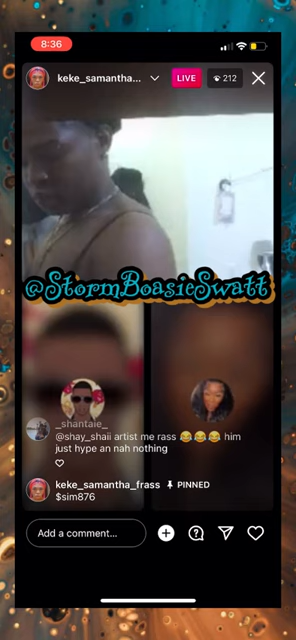 8:36
keke_samantha...
LIVE
212
@StormBoasieSwatt
_shantaie_
@shay_shaii artist me rass 😂😂😂 him
just hype an nah nothing
keke_samantha_frass PINNED
$sim876
Add a comment...